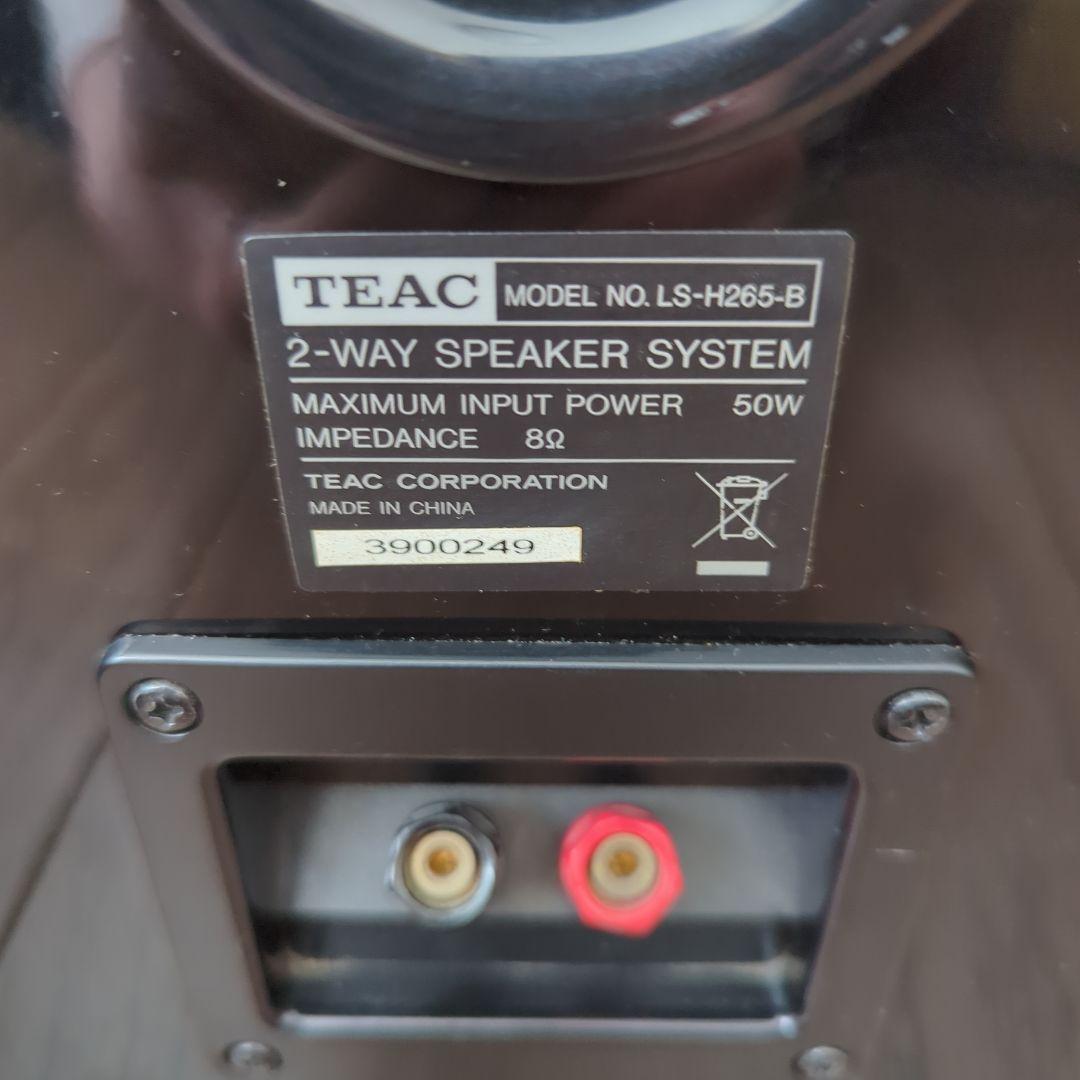 TEAC MODEL NO. LS-H265-B
2-WAY SPEAKER SYSTEM
MAXIMUM INPUT POWER 50W
IMPEDANCE 8Ω
TEAC CORPORATION
MADE IN CHINA
3900249